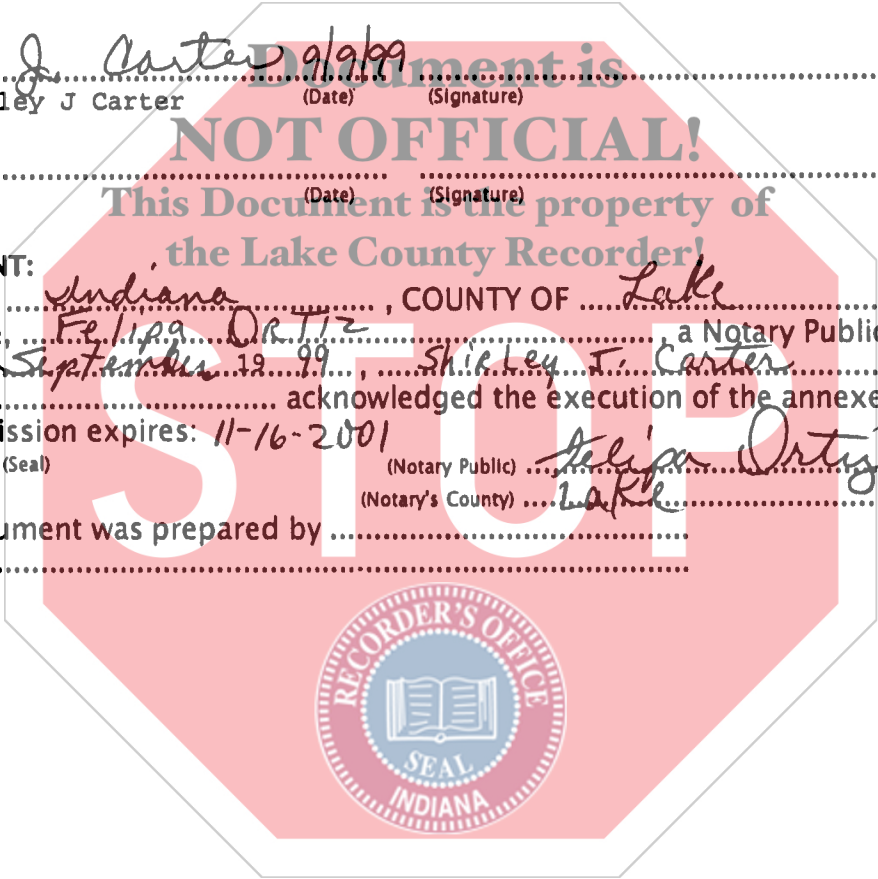 J. Carter 9/9/99
Document is
ley J Carter (Date) (Signature)
NOT OFFICIAL!
(Date) (Signature)
This Document is the property of
the Lake County Recorder!
NT:
Indiana , COUNTY OF Lake
Felipa ORTIZ , a Notary Public
September 19 99 , Shirley J. Carter
acknowledged the execution of the annexe
ission expires: 11-16-2001
(Seal) (Notary Public) Felipa Ortiz
(Notary's County) Lake
STOP
ument was prepared by
RECORDER'S OFFICE
SEAL
INDIANA